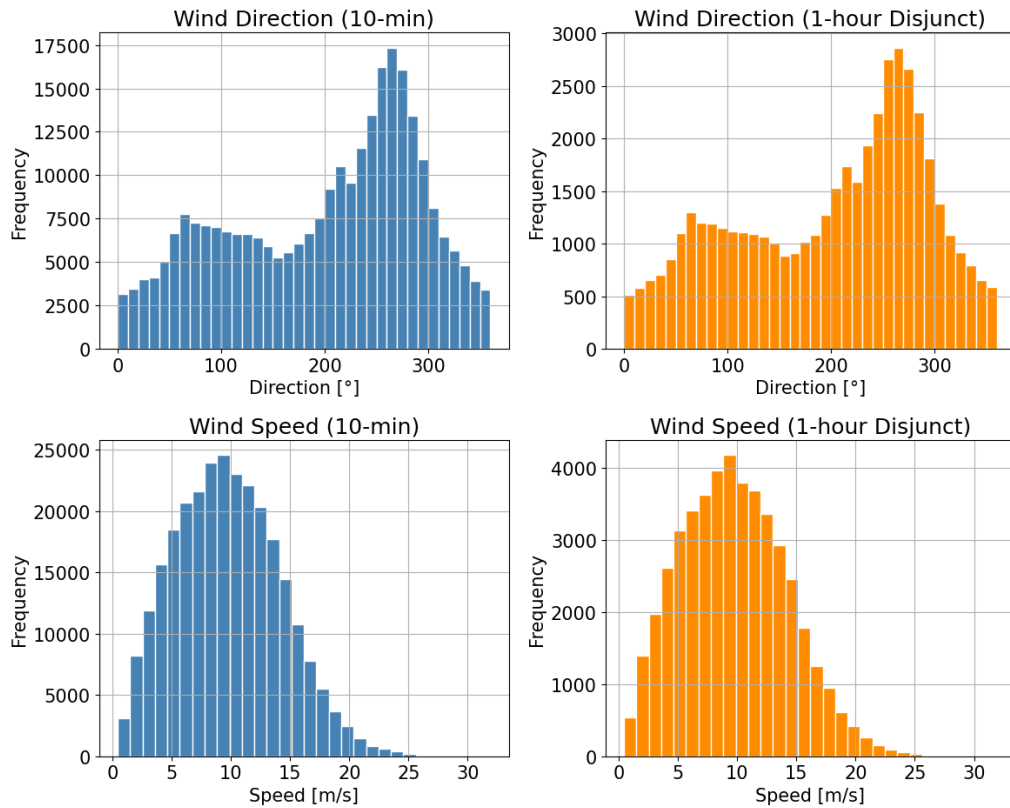 Wind Direction (10-min)
17500
15000
12500
10000
7500
5000
2500
0
Frequency
0 100 200 300
Direction [°]
Wind Direction (1-hour Disjunct)
3000
2500
2000
1500
1000
500
0
Frequency
0 100 200 300
Direction [°]
Wind Speed (10-min)
25000
20000
15000
10000
5000
0
Frequency
0 5 10 15 20 25 30
Speed [m/s]
Wind Speed (1-hour Disjunct)
4000
3000
2000
1000
0
Frequency
0 5 10 15 20 25 30
Speed [m/s]